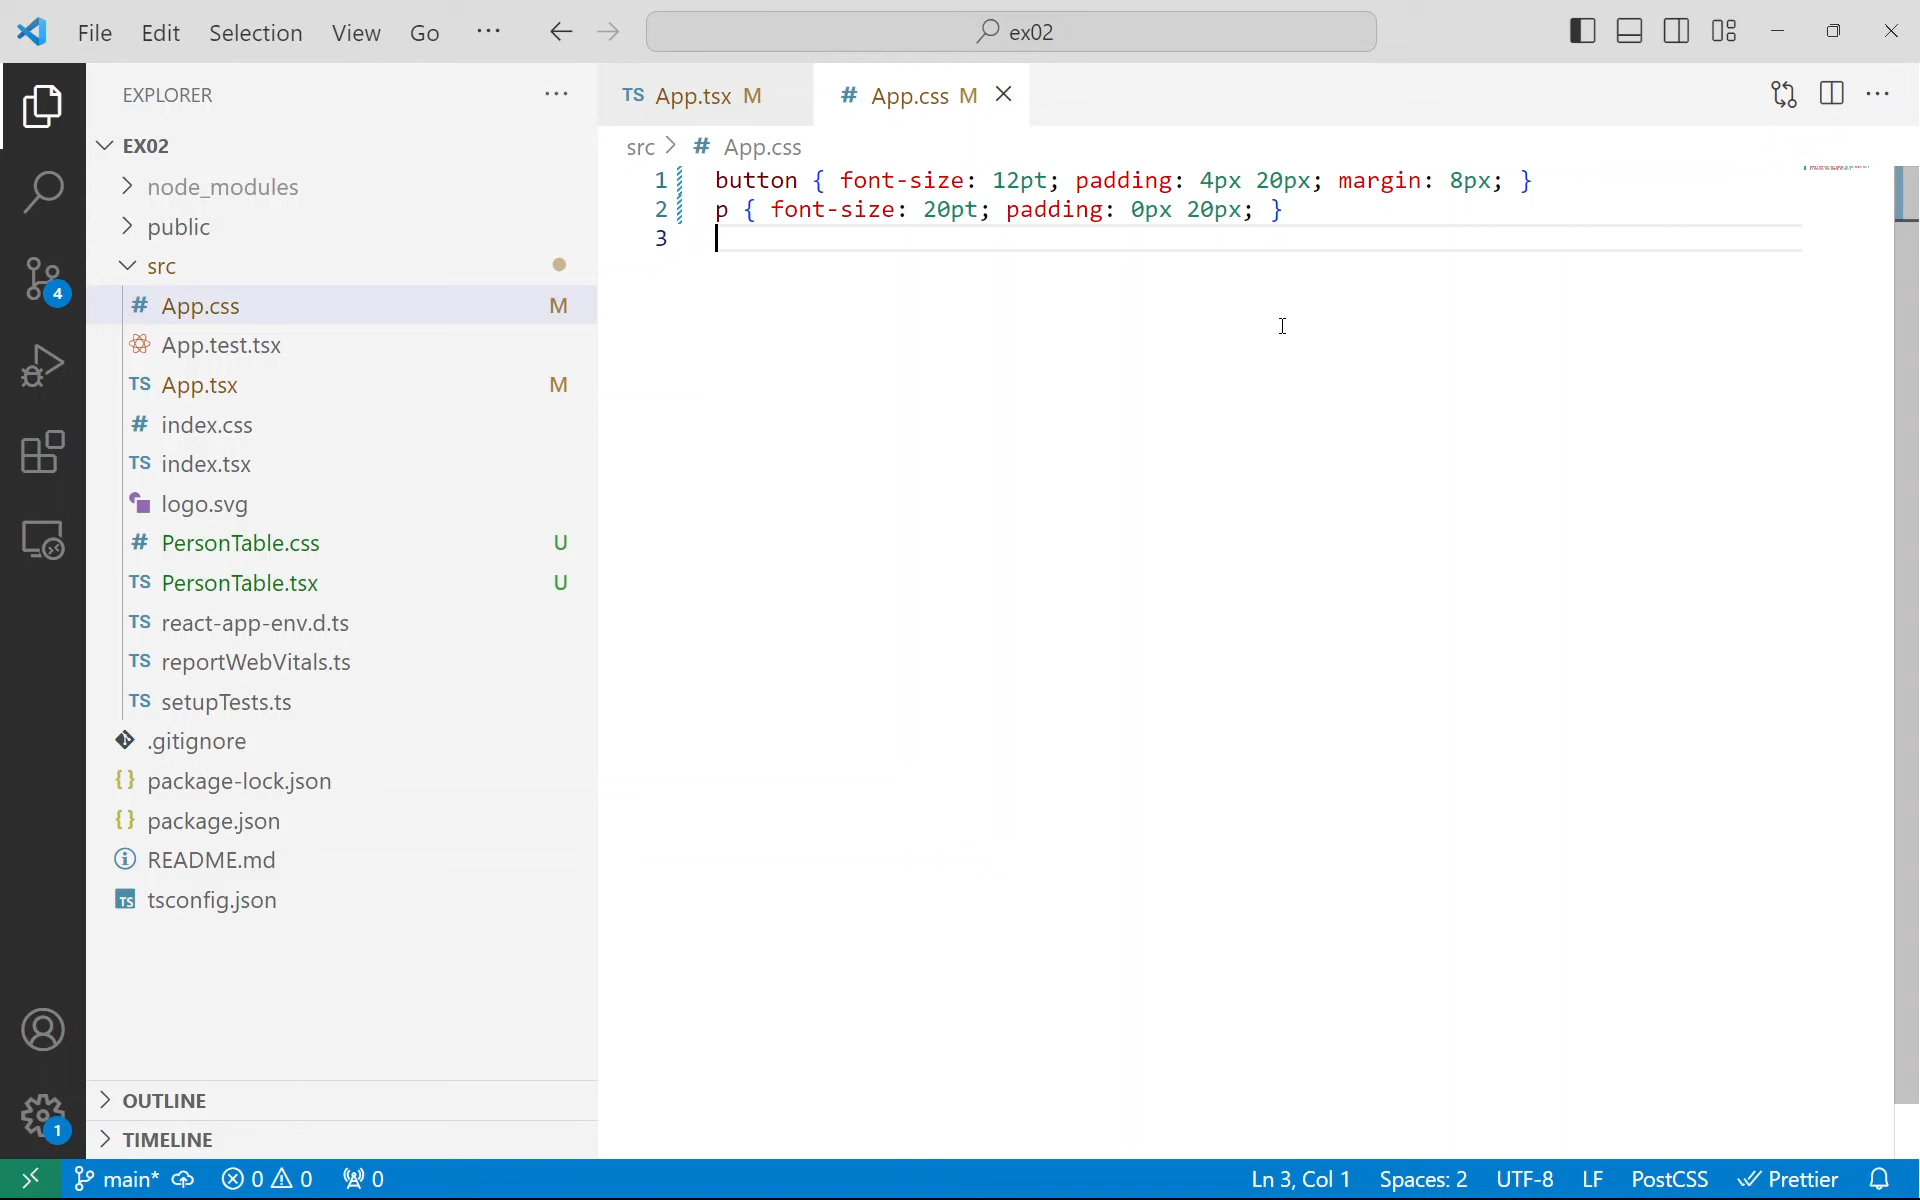 File Edit Selection View Go ··· ex02
EXPLORER ···
EX02
node_modules
public
src
# App.css M
App.test.tsx
TS App.tsx M
# index.css
TS index.tsx
logo.svg
# PersonTable.css U
TS PersonTable.tsx U
TS react-app-env.d.ts
TS reportWebVitals.ts
TS setupTests.ts
.gitignore
{} package-lock.json
{} package.json
README.md
TS tsconfig.json
OUTLINE
TIMELINE
4
1
TS App.tsx M # App.css M
src > # App.css
1 button { font-size: 12pt; padding: 4px 20px; margin: 8px; }
2 p { font-size: 20pt; padding: 0px 20px; }
3
main* 0 0 0 Ln 3, Col 1 Spaces: 2 UTF-8 LF PostCSS Prettier